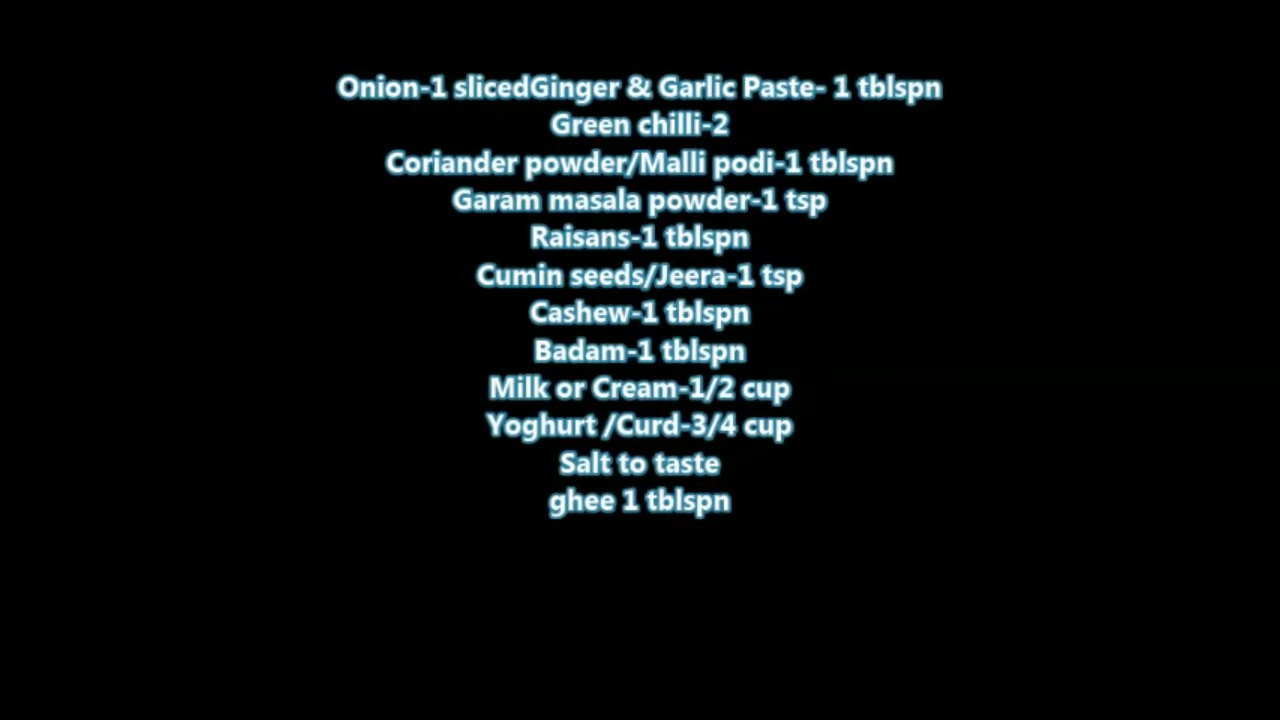 Onion-1 slicedGinger & Garlic Paste- 1 tblspn
Green chilli-2
Coriander powder/Malli podi-1 tblspn
Garam masala powder-1 tsp
Raisans-1 tblspn
Cumin seeds/Jeera-1 tsp
Cashew-1 tblspn
Badam-1 tblspn
Milk or Cream-1/2 cup
Yoghurt /Curd-3/4 cup
Salt to taste
ghee 1 tblspn